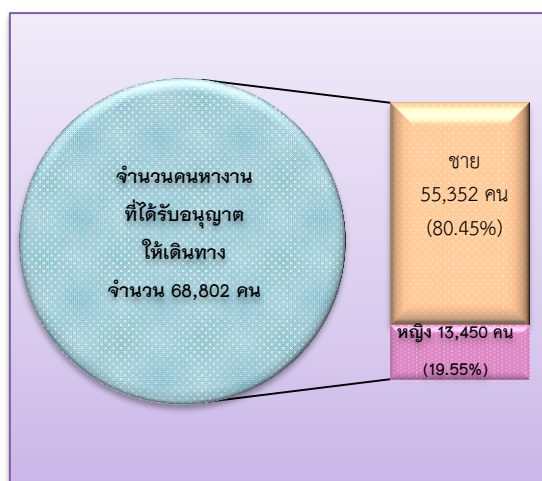 จำนวนคนหางาน
ที่ได้รับอนุญาต
ให้เดินทาง
จำนวน 68,802 คน
ชาย
55,352 คน
(80.45%)
หญิง 13,450 คน
(19.55%)